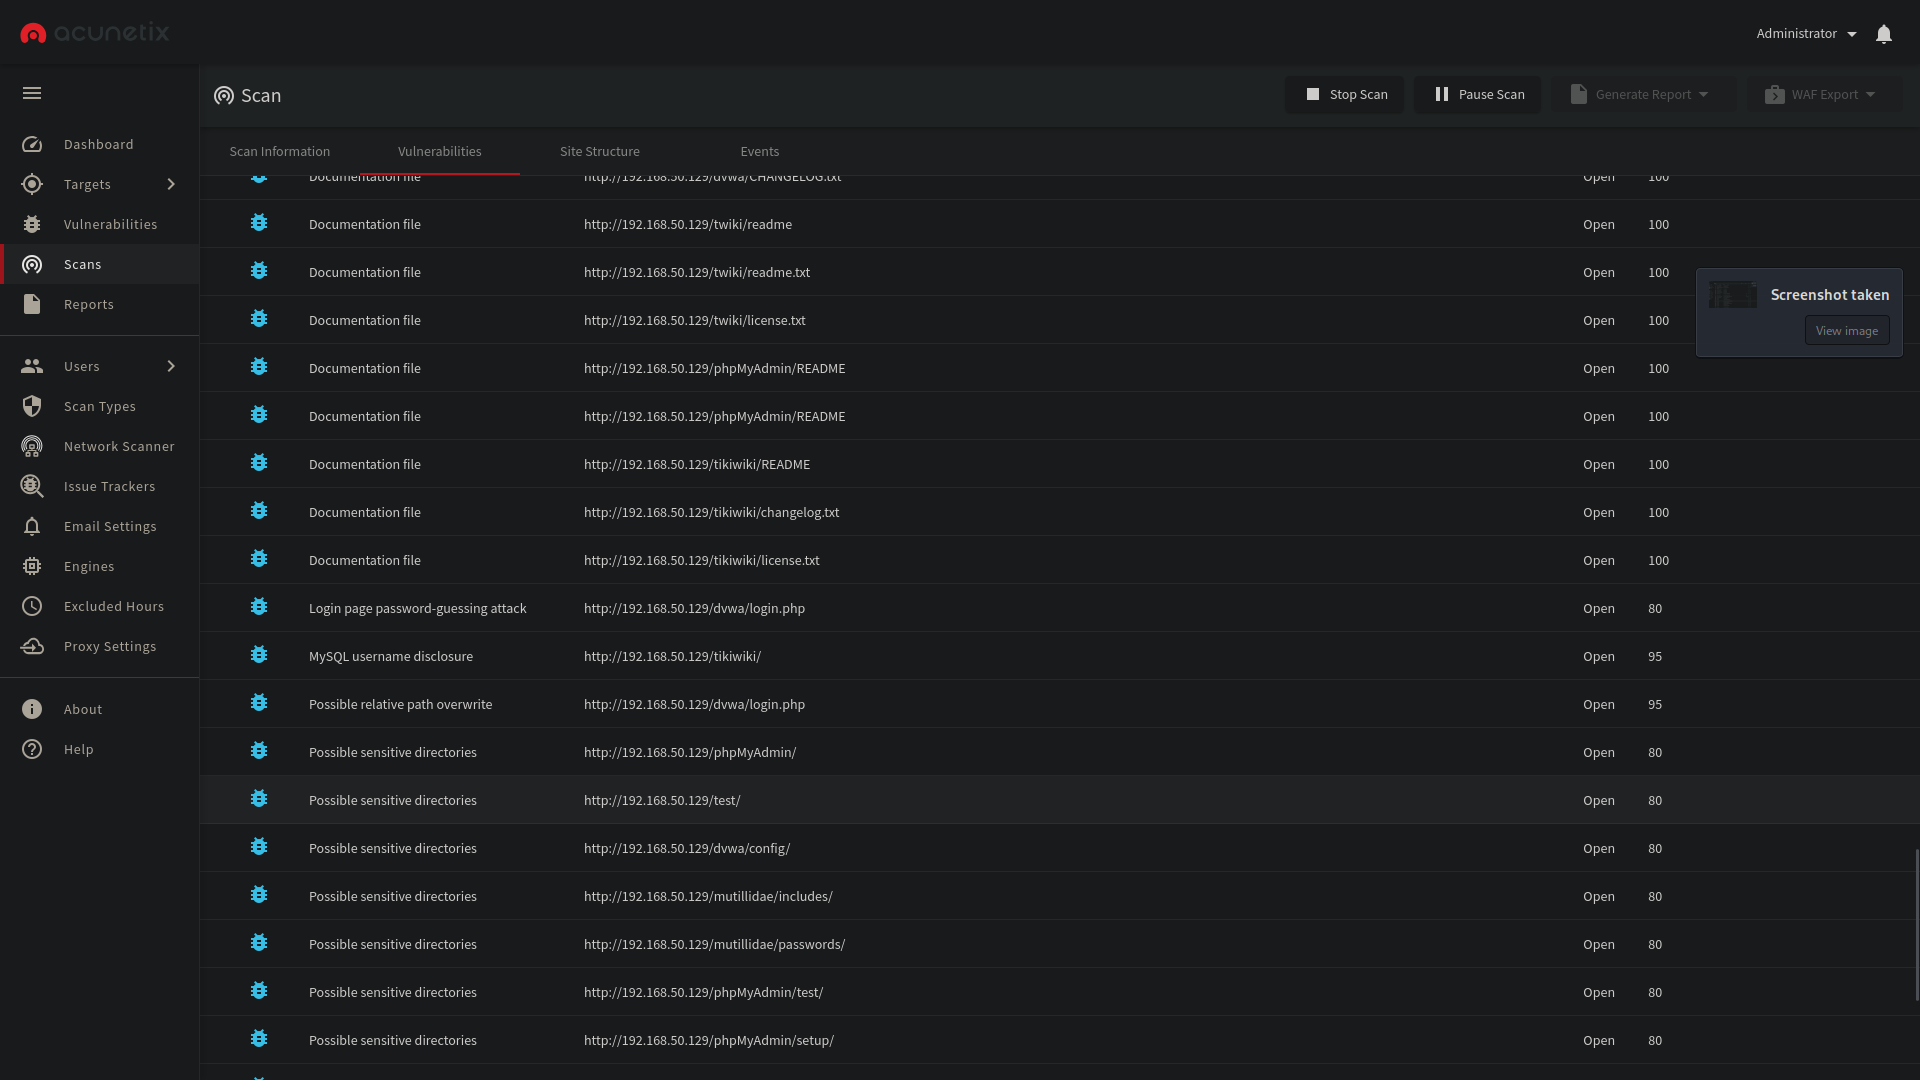 acunetix
Administrator
Scan
Stop Scan
Pause Scan
Generate Report
WAF Export
Dashboard
Targets
Vulnerabilities
Scans
Reports
Users
Scan Types
Network Scanner
Issue Trackers
Email Settings
Engines
Excluded Hours
Proxy Settings
About
Help
Scan Information Vulnerabilities Site Structure Events
Documentation file http://192.168.50.129/dvwa/CHANGELOG.txt Open 100
Documentation file http://192.168.50.129/twiki/readme Open 100
Documentation file http://192.168.50.129/twiki/readme.txt Open 100
Documentation file http://192.168.50.129/twiki/license.txt Open 100
Documentation file http://192.168.50.129/phpMyAdmin/README Open 100
Documentation file http://192.168.50.129/phpMyAdmin/README Open 100
Documentation file http://192.168.50.129/tikiwiki/README Open 100
Documentation file http://192.168.50.129/tikiwiki/changelog.txt Open 100
Documentation file http://192.168.50.129/tikiwiki/license.txt Open 100
Login page password-guessing attack http://192.168.50.129/dvwa/login.php Open 80
MySQL username disclosure http://192.168.50.129/tikiwiki/ Open 95
Possible relative path overwrite http://192.168.50.129/dvwa/login.php Open 95
Possible sensitive directories http://192.168.50.129/phpMyAdmin/ Open 80
Possible sensitive directories http://192.168.50.129/test/ Open 80
Possible sensitive directories http://192.168.50.129/dvwa/config/ Open 80
Possible sensitive directories http://192.168.50.129/mutillidae/includes/ Open 80
Possible sensitive directories http://192.168.50.129/mutillidae/passwords/ Open 80
Possible sensitive directories http://192.168.50.129/phpMyAdmin/test/ Open 80
Possible sensitive directories http://192.168.50.129/phpMyAdmin/setup/ Open 80
Screenshot taken
View image